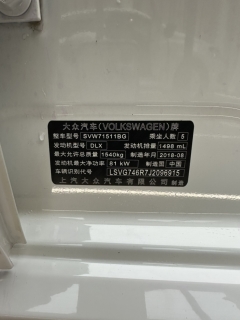 大众汽车(VOLKSWAGEN)牌
整车型号 SVW71511BG 乘坐人数 5
发动机型号 DLX 发动机排量 1498 mL
最大允许总质量 1540kg 制造年月 2018-08
发动机最大净功率 81 kW 制造国 中国
车辆识别代号 LSVG746R7J2096915
上汽大众汽车有限公司